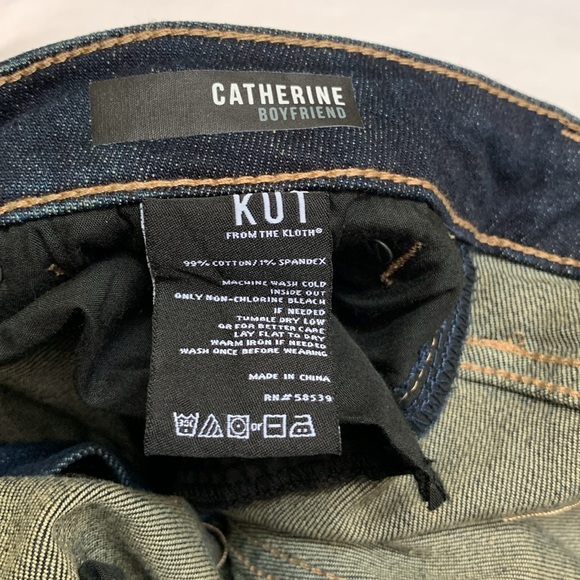 CATHERINE
BOYFRIEND
KUT
FROM THE KLOTH®
99% COTTON/1% SPANDEX
MACHINE WASH COLD
INSIDE OUT
ONLY NON-CHLORINE BLEACH
IF NEEDED
TUMBLE DRY LOW
OR FOR BETTER CARE
LAY FLAT TO DRY
WARM IRON IF NEEDED
WASH ONCE BEFORE WEARING
MADE IN CHINA
RN# 58539
30C or